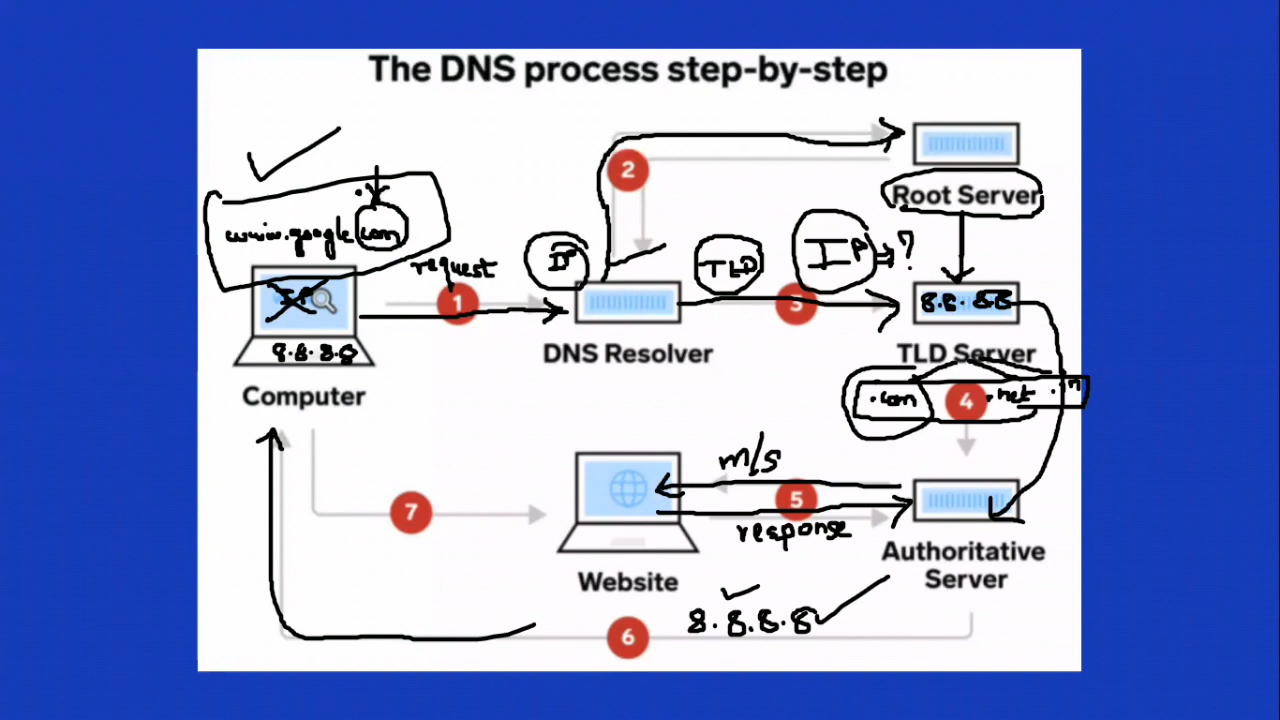 The DNS process step-by-step
2
Root Server
www.google.com
request
IP
TLD
IP ?
1
3
8.8.8.8
8.8.8.8
DNS Resolver
TLD Server
Computer
.com
4
.net
m/s
7
5
response
Authoritative
Server
Website
8.8.8.8
6